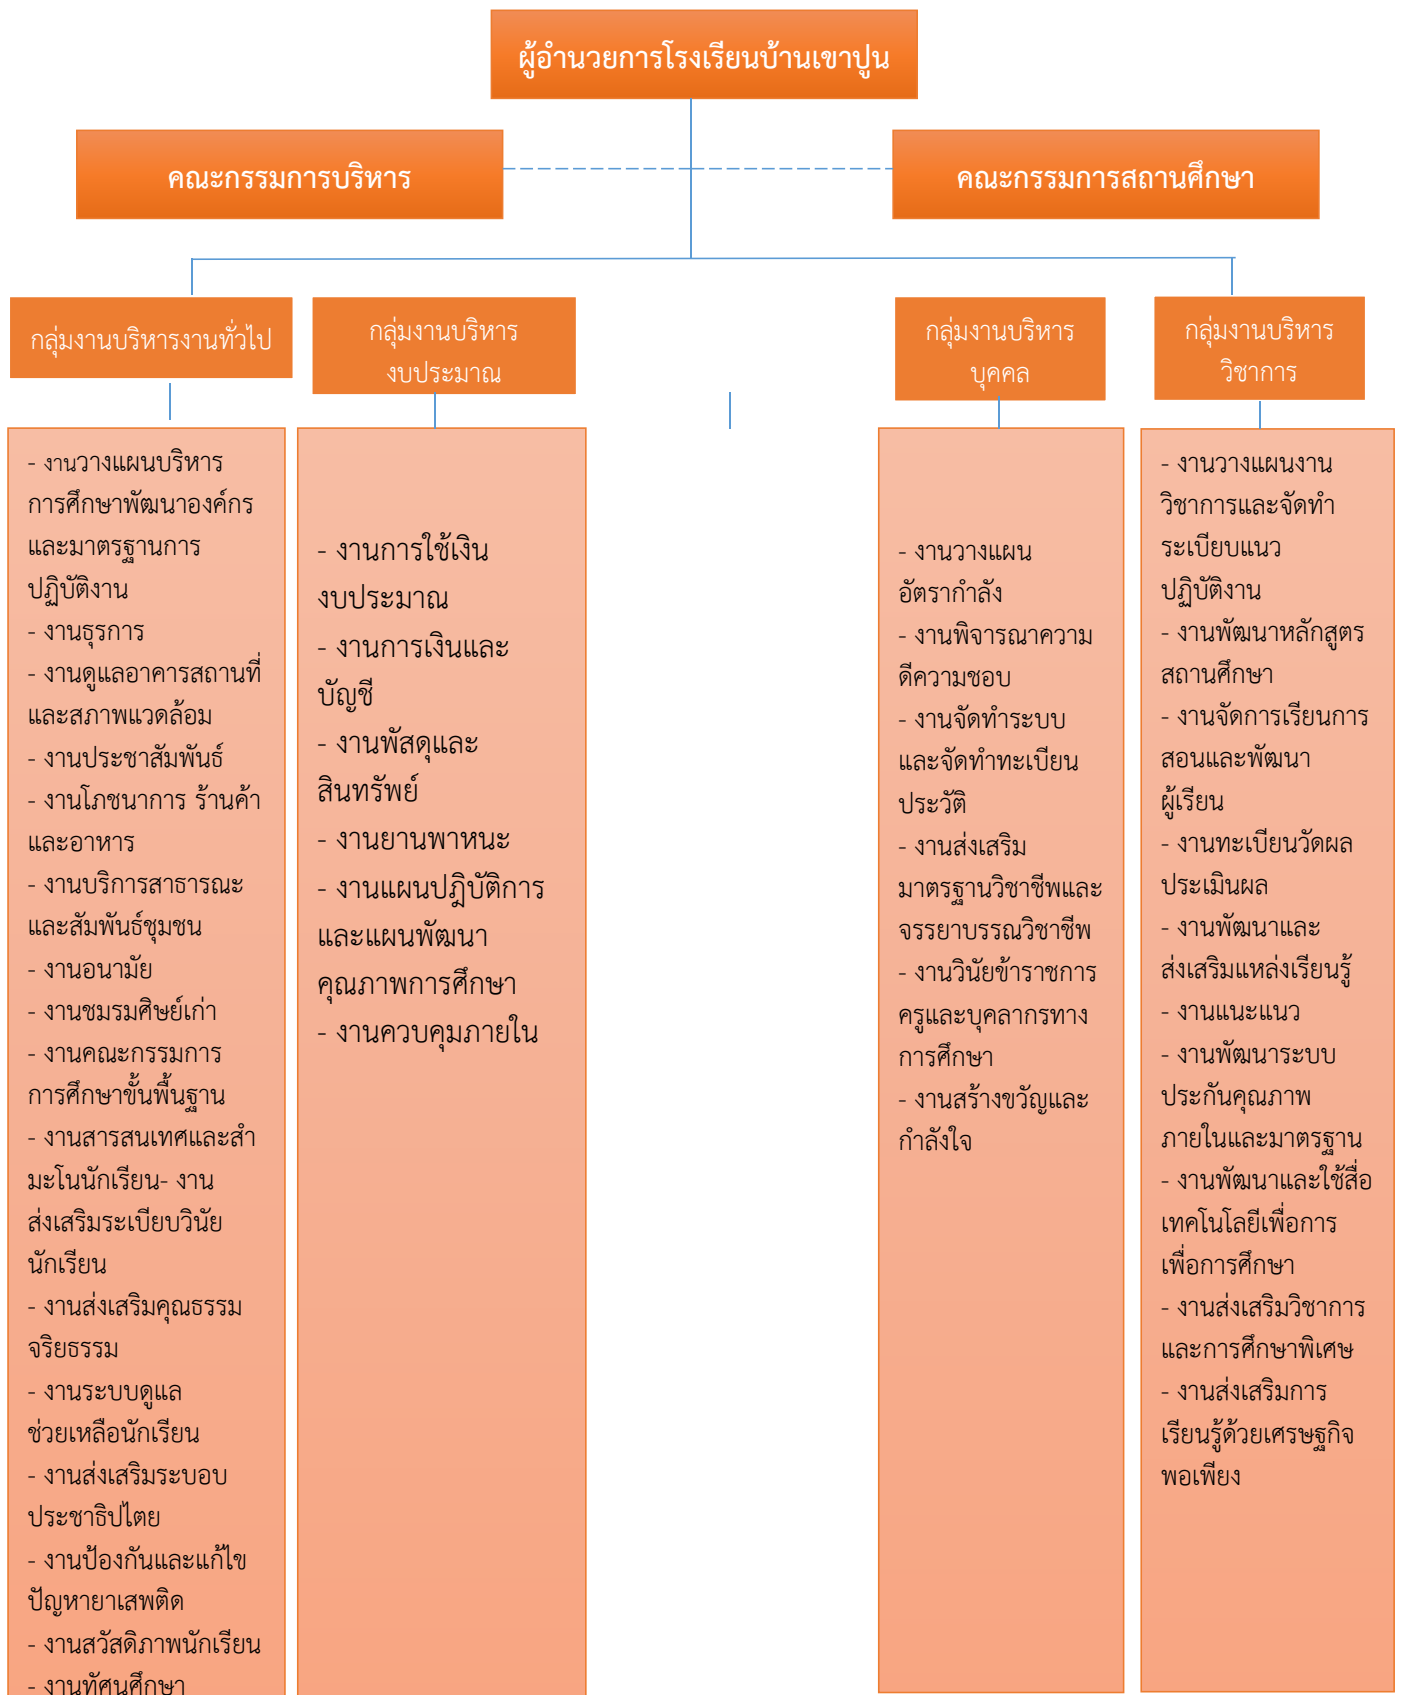 ผู้อำนวยการโรงเรียนบ้านเขาปูน
คณะกรรมการบริหาร
คณะกรรมการสถานศึกษา
กลุ่มงานบริหารงานทั่วไป
กลุ่มงานบริหาร
งบประมาณ
กลุ่มงานบริหาร
บุคคล
กลุ่มงานบริหาร
วิชาการ
- งานวางแผนบริหาร
การศึกษาพัฒนาองค์กร
และมาตรฐานการ
ปฏิบัติงาน
- งานธุรการ
- งานดูแลอาคารสถานที่
และสภาพแวดล้อม
- งานประชาสัมพันธ์
- งานโภชนาการ ร้านค้า
และอาหาร
- งานบริการสาธารณะ
และสัมพันธ์ชุมชน
- งานอนามัย
- งานชมรมศิษย์เก่า
- งานคณะกรรมการ
การศึกษาขั้นพื้นฐาน
- งานสารสนเทศและสำ
มะโนนักเรียน- งาน
ส่งเสริมระเบียบวินัย
นักเรียน
- งานส่งเสริมคุณธรรม
จริยธรรม
- งานระบบดูแล
ช่วยเหลือนักเรียน
- งานส่งเสริมระบอบ
ประชาธิปไตย
- งานป้องกันและแก้ไข
ปัญหายาเสพติด
- งานสวัสดิภาพนักเรียน
- งานทัศนศึกษา
- งานการใช้เงิน
งบประมาณ
- งานการเงินและ
บัญชี
- งานพัสดุและ
สินทรัพย์
- งานยานพาหนะ
- งานแผนปฎิบัติการ
และแผนพัฒนา
คุณภาพการศึกษา
- งานควบคุมภายใน
- งานวางแผน
อัตรากำลัง
- งานพิจารณาความ
ดีความชอบ
- งานจัดทำระบบ
และจัดทำทะเบียน
ประวัติ
- งานส่งเสริม
มาตรฐานวิชาชีพและ
จรรยาบรรณวิชาชีพ
- งานวินัยข้าราชการ
ครูและบุคลากรทาง
การศึกษา
- งานสร้างขวัญและ
กำลังใจ
- งานวางแผนงาน
วิชาการและจัดทำ
ระเบียบแนว
ปฏิบัติงาน
- งานพัฒนาหลักสูตร
สถานศึกษา
- งานจัดการเรียนการ
สอนและพัฒนา
ผู้เรียน
- งานทะเบียนวัดผล
ประเมินผล
- งานพัฒนาและ
ส่งเสริมแหล่งเรียนรู้
- งานแนะแนว
- งานพัฒนาระบบ
ประกันคุณภาพ
ภายในและมาตรฐาน
- งานพัฒนาและใช้สื่อ
เทคโนโลยีเพื่อการ
เพื่อการศึกษา
- งานส่งเสริมวิชาการ
และการศึกษาพิเศษ
- งานส่งเสริมการ
เรียนรู้ด้วยเศรษฐกิจ
พอเพียง